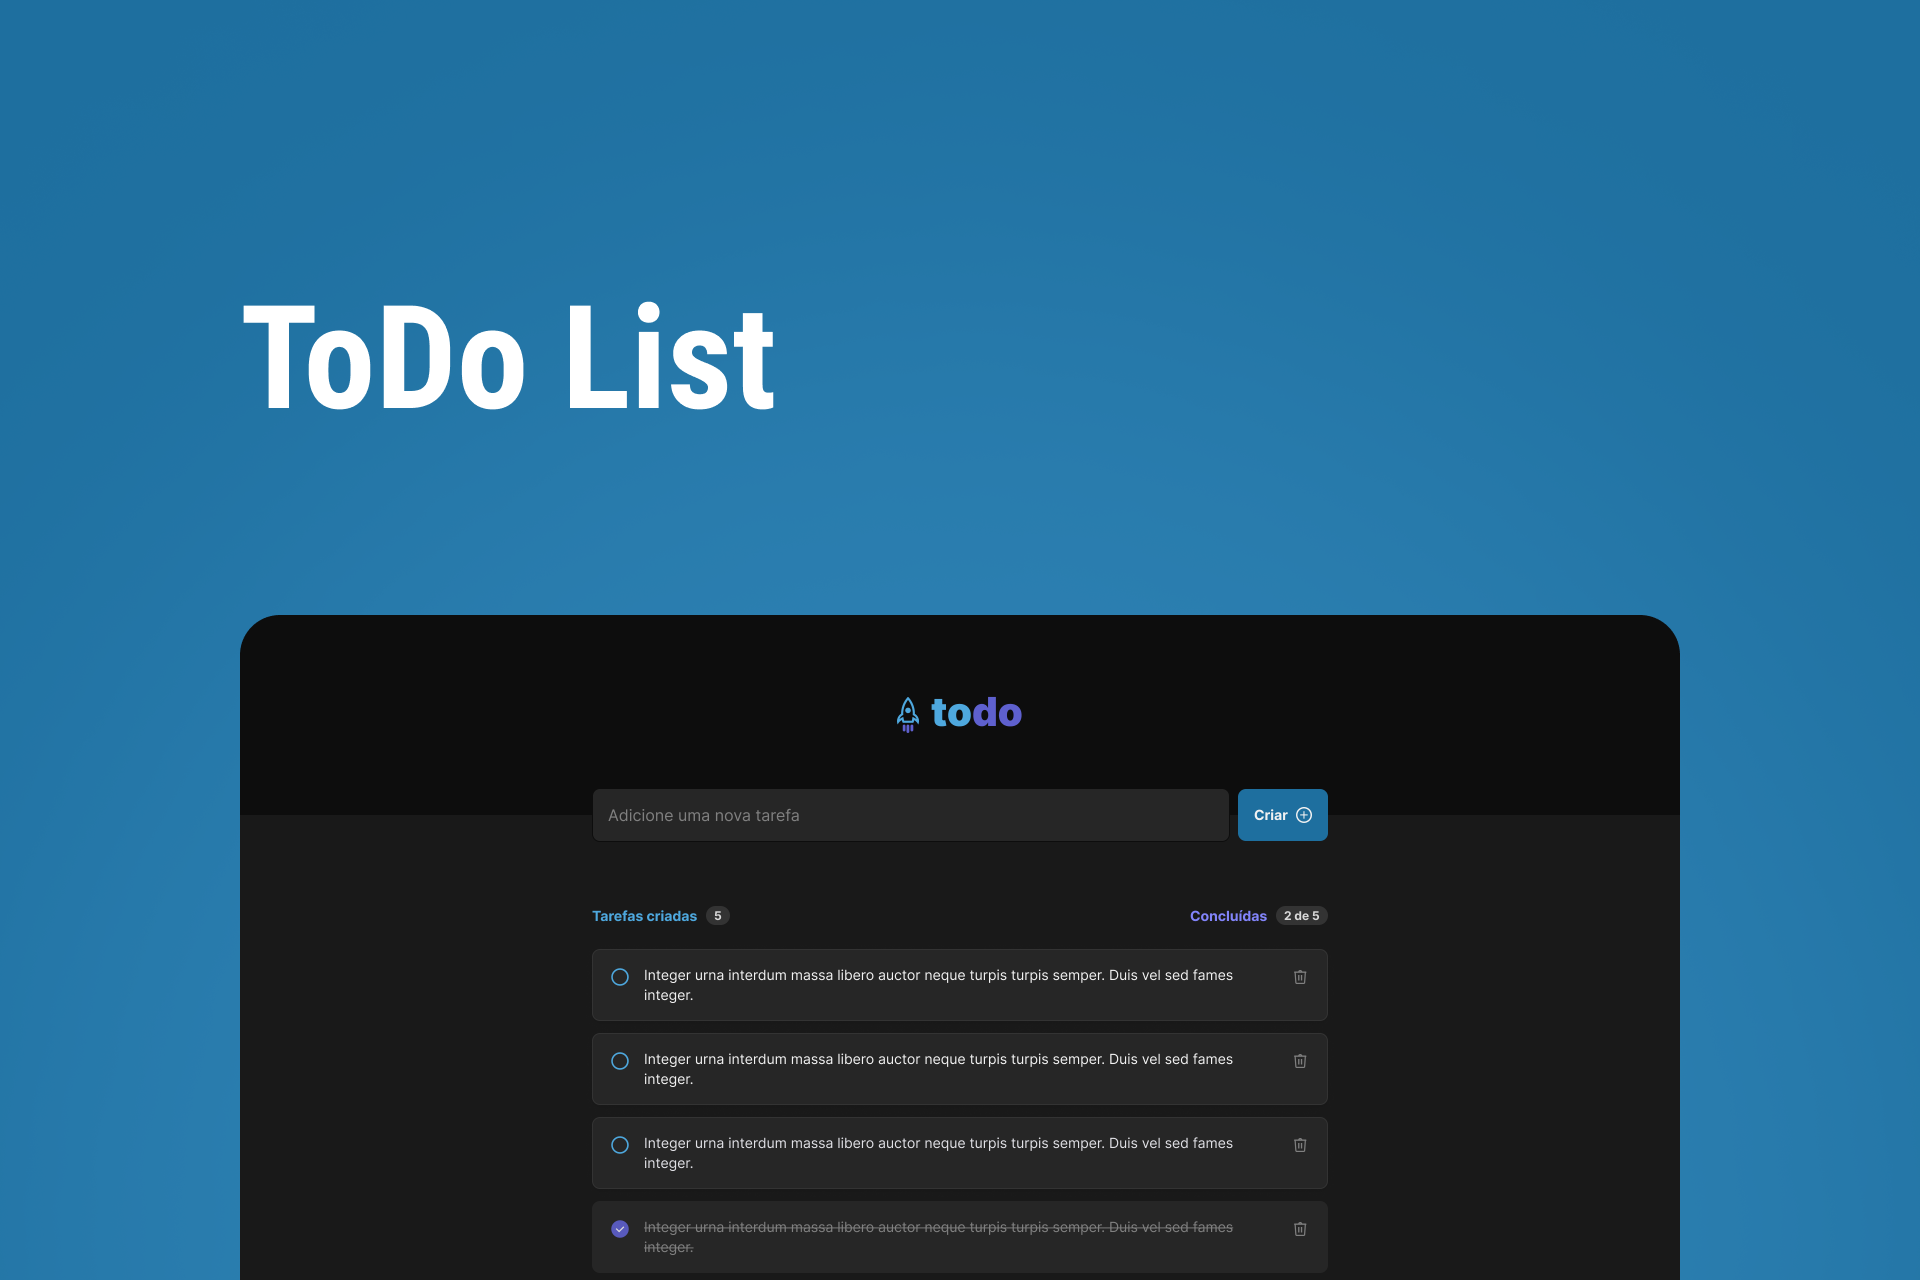 ToDo List
todo
Adicione uma nova tarefa
Criar
Tarefas criadas 5
Concluídas 2 de 5
Integer urna interdum massa libero auctor neque turpis turpis semper. Duis vel sed fames
integer.
Integer urna interdum massa libero auctor neque turpis turpis semper. Duis vel sed fames
integer.
Integer urna interdum massa libero auctor neque turpis turpis semper. Duis vel sed fames
integer.
Integer urna interdum massa libero auctor neque turpis turpis semper. Duis vel sed fames
integer.